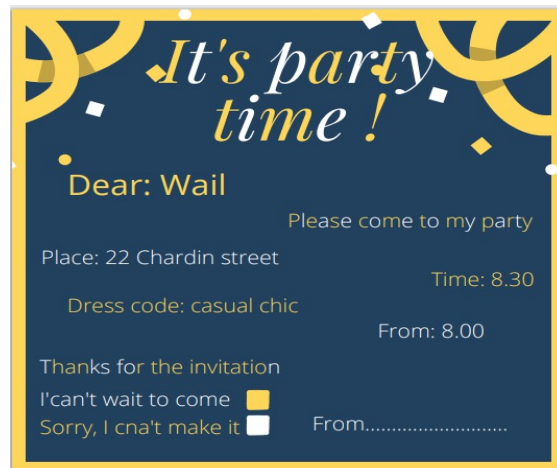 It's party
time !
Dear: Wail
Please come to my party
Place: 22 Chardin street
Time: 8.30
Dress code: casual chic
From: 8.00
Thanks for the invitation
I'can't wait to come
Sorry, I cna't make it
From...........................